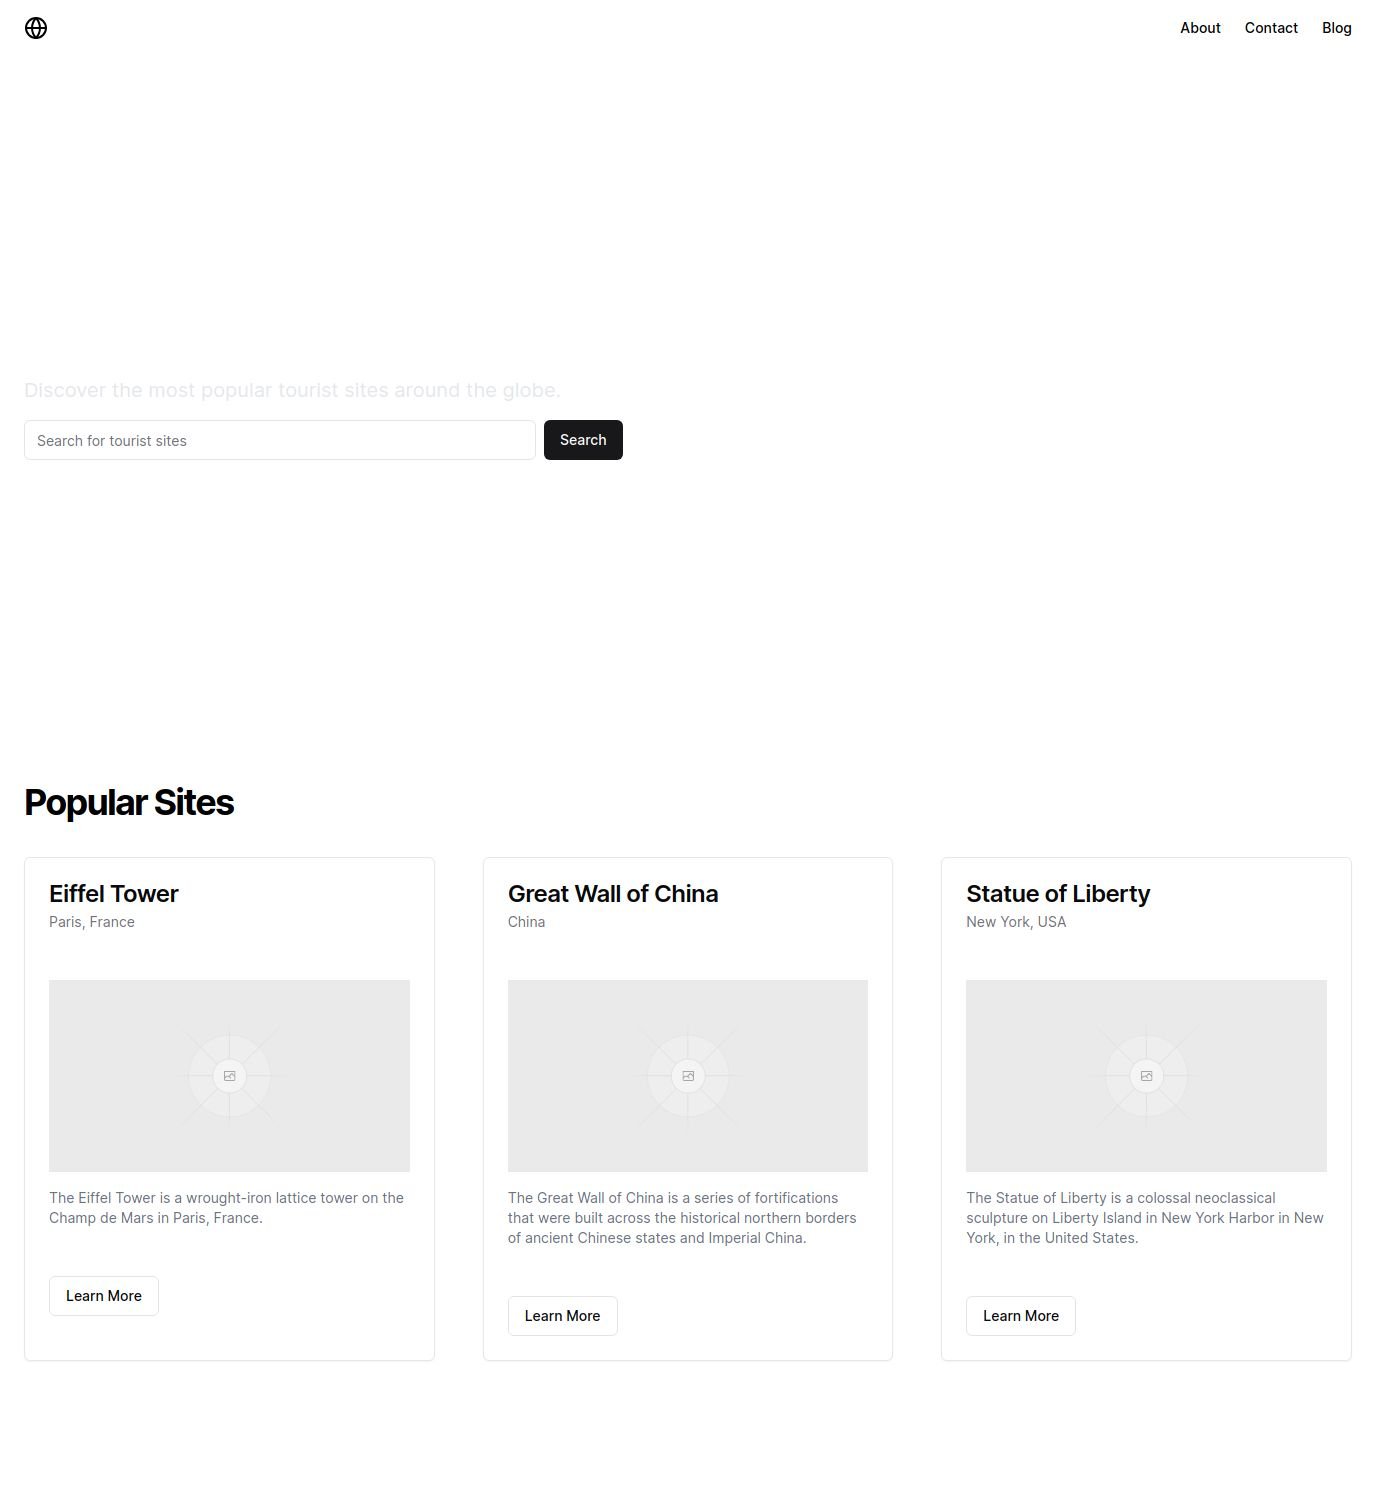 About Contact Blog
Discover the most popular tourist sites around the globe.
Search for tourist sites Search
Popular Sites
Eiffel Tower
Paris, France
The Eiffel Tower is a wrought-iron lattice tower on the
Champ de Mars in Paris, France.
Learn More
Great Wall of China
China
The Great Wall of China is a series of fortifications
that were built across the historical northern borders
of ancient Chinese states and Imperial China.
Learn More
Statue of Liberty
New York, USA
The Statue of Liberty is a colossal neoclassical
sculpture on Liberty Island in New York Harbor in New
York, in the United States.
Learn More